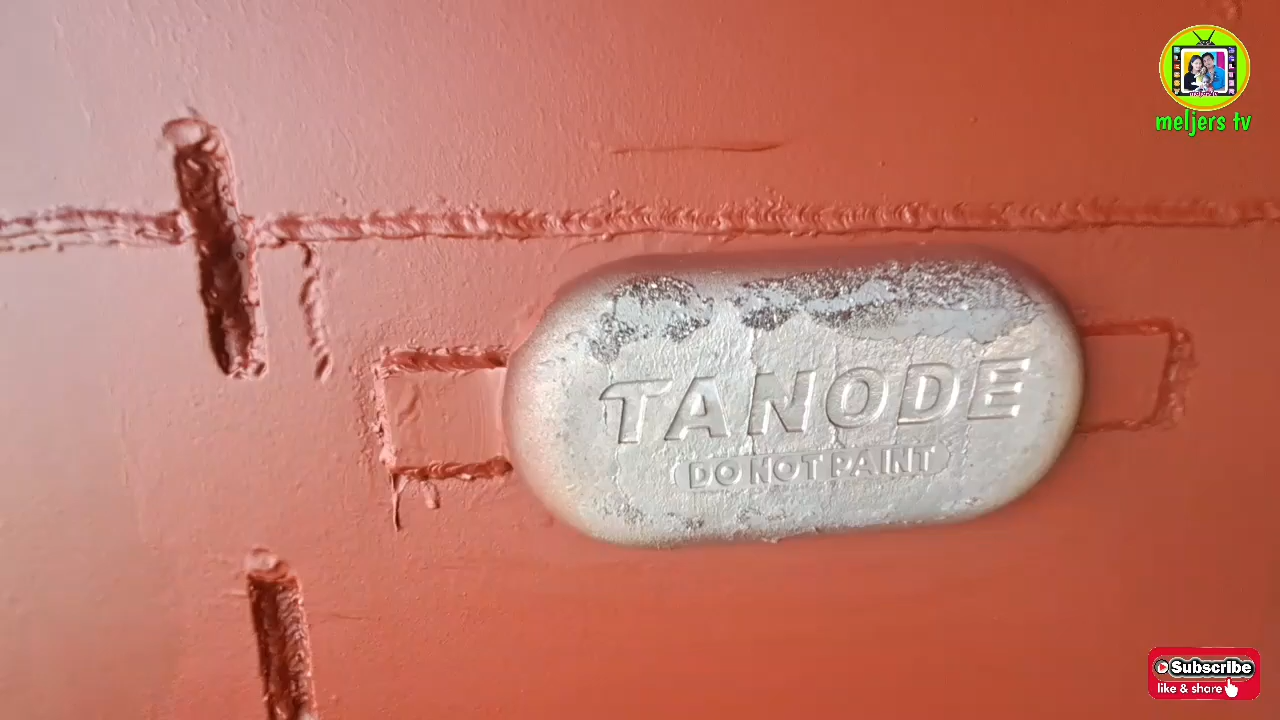 meljers tv
TANODE
DO NOT PAINT
Subscribe
like & share